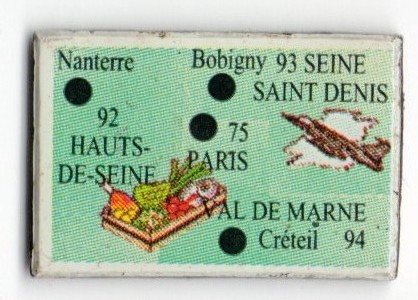 Nanterre
Bobigny 93 SEINE
SAINT DENIS
92
HAUTS-
DE-SEINE
75
PARIS
VAL DE MARNE
Créteil 94